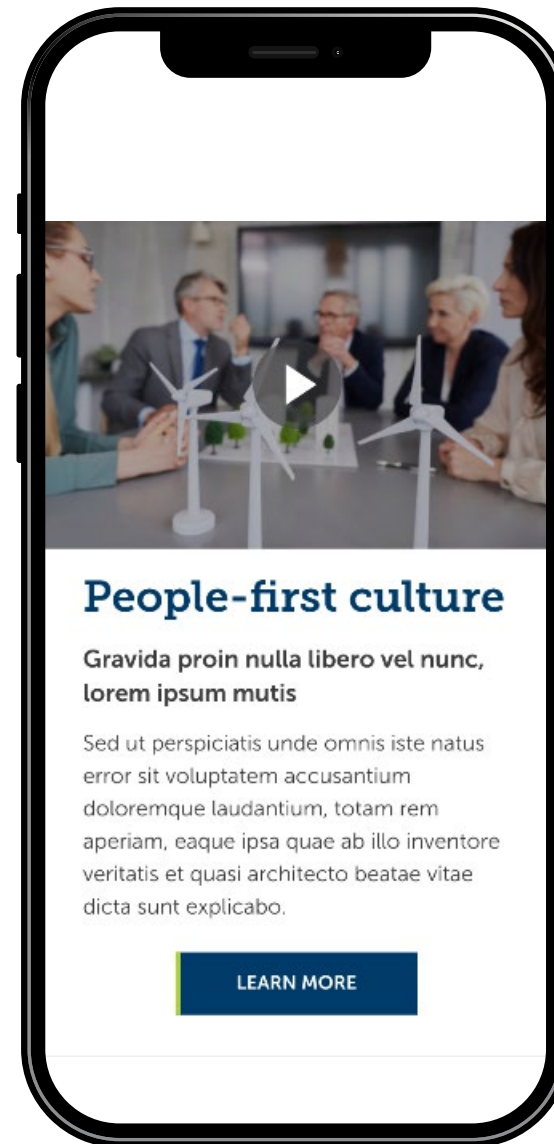 People-first culture
Gravida proin nulla libero vel nunc,
lorem ipsum mutis
Sed ut perspiciatis unde omnis iste natus
error sit voluptatem accusantium
doloremque laudantium, totam rem
aperiam, eaque ipsa quae ab illo inventore
veritatis et quasi architecto beatae vitae
dicta sunt explicabo.
LEARN MORE